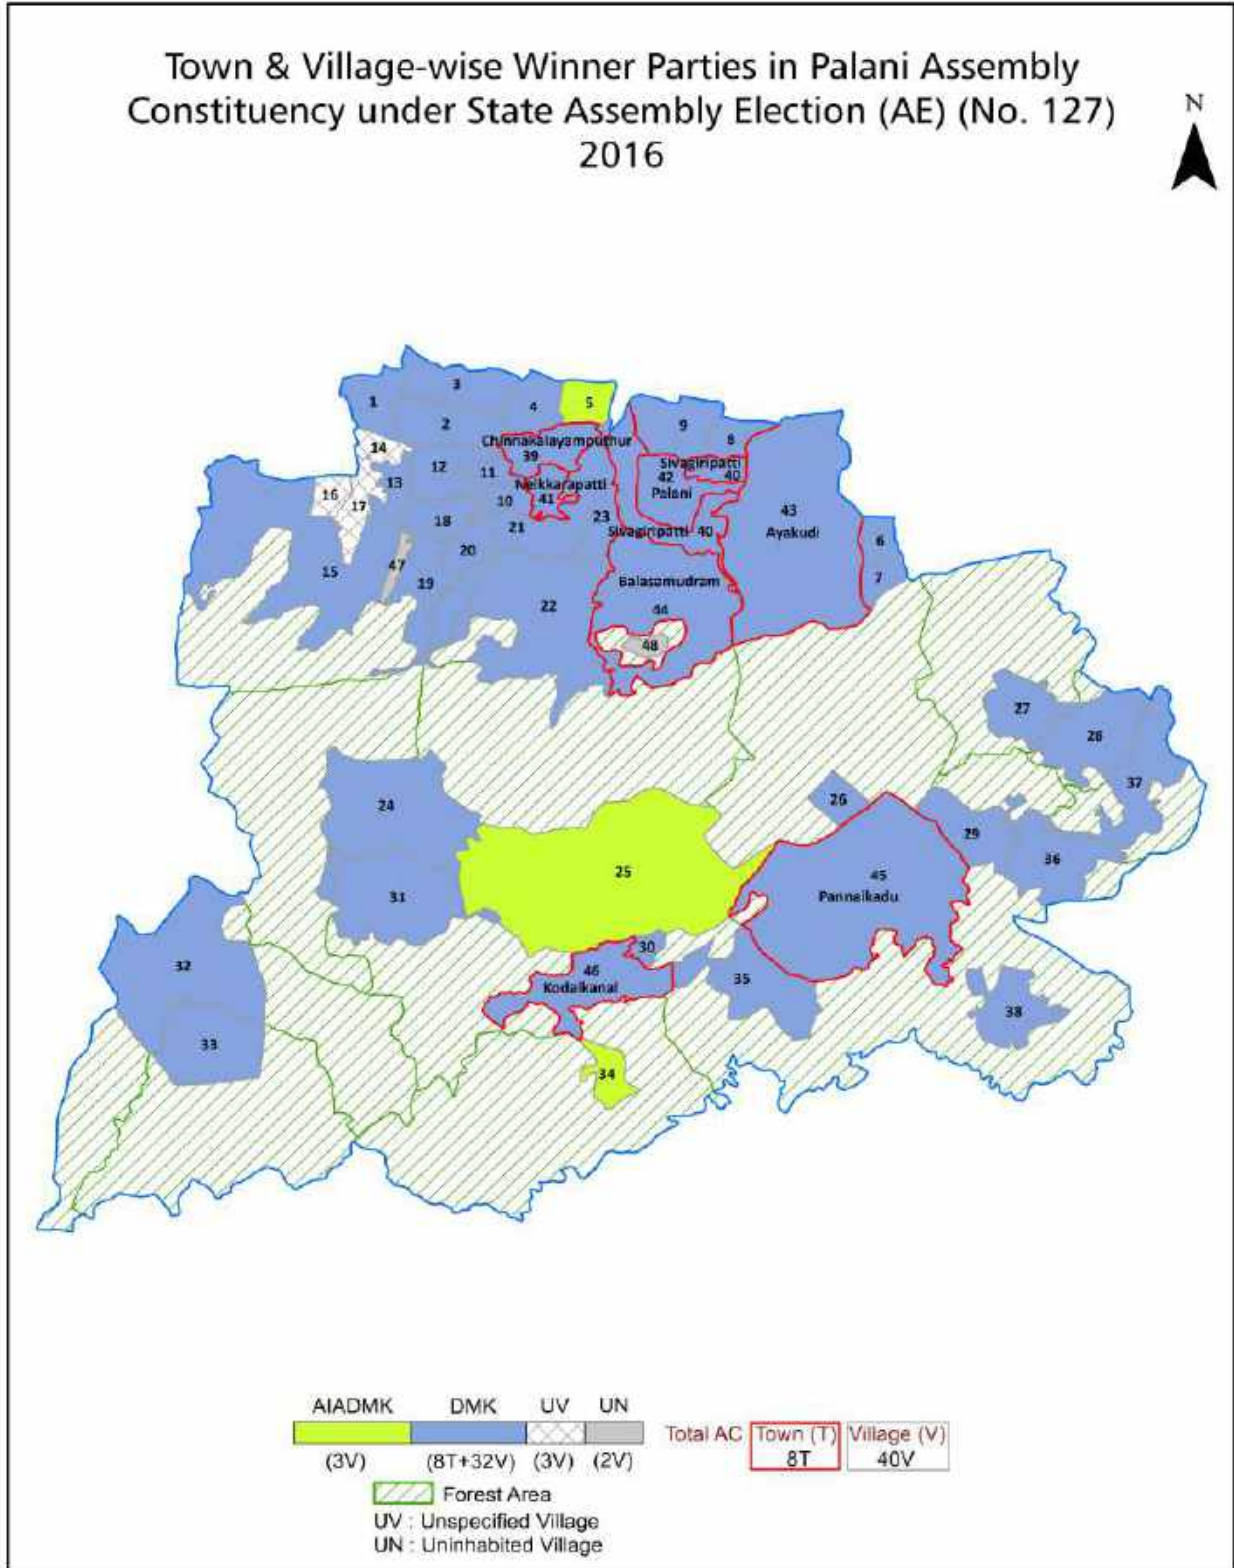 Town & Village-wise Winner Parties in Palani Assembly
Constituency under State Assembly Election (AE) (No. 127)
2016
N
3
1
4
5
2
9
8
Chinnakalayamputhur
39
14
12
11
Sivagiripatti
42
40
Palani
13
Neikkarapatti
41
16
17
10
43
Ayakudi
18
21
23
Sivagiripatti 40
6
20
15
47
19
7
Balasamudram
44
22
48
27
28
37
24
26
29
36
25
45
Pannaikadu
31
30
32
46
Kodaikanal
35
38
33
34
AIADMK DMK UV UN
(3V) (8T+32V) (3V) (2V)
Total AC Town (T) Village (V)
8T 40V
Forest Area
UV : Unspecified Village
UN : Uninhabited Village